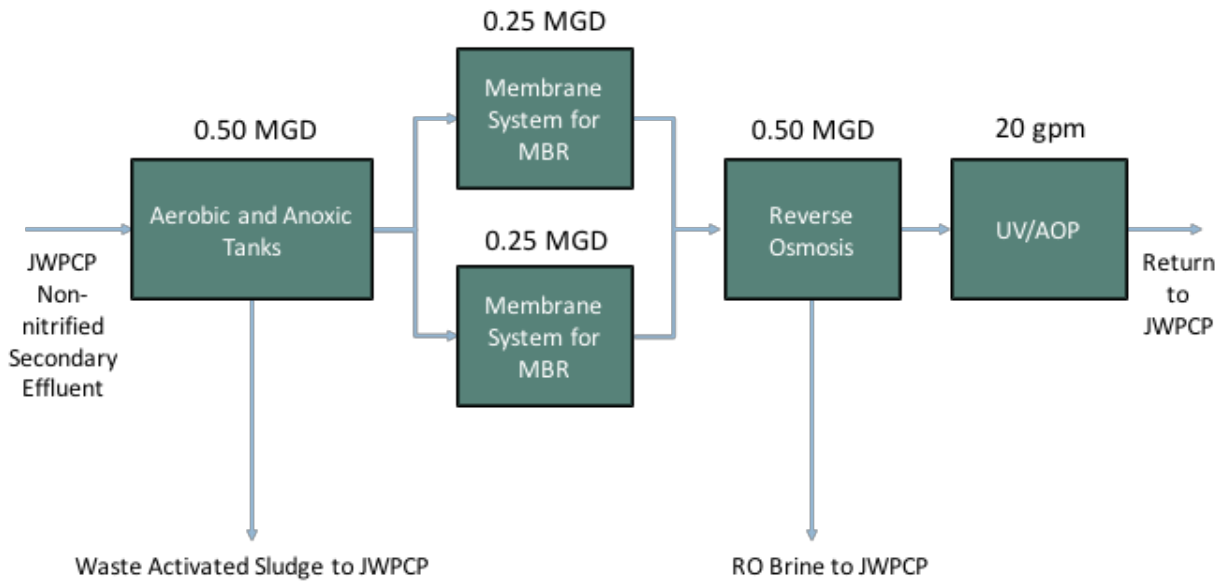 0.25 MGD
Membrane
System for
MBR
0.50 MGD
Aerobic and Anoxic
Tanks
0.25 MGD
Membrane
System for
MBR
0.50 MGD
Reverse
Osmosis
20 gpm
UV/AOP
JWPCP
Non-
nitrified
Secondary
Effluent
Return
to
JWPCP
Waste Activated Sludge to JWPCP
RO Brine to JWPCP